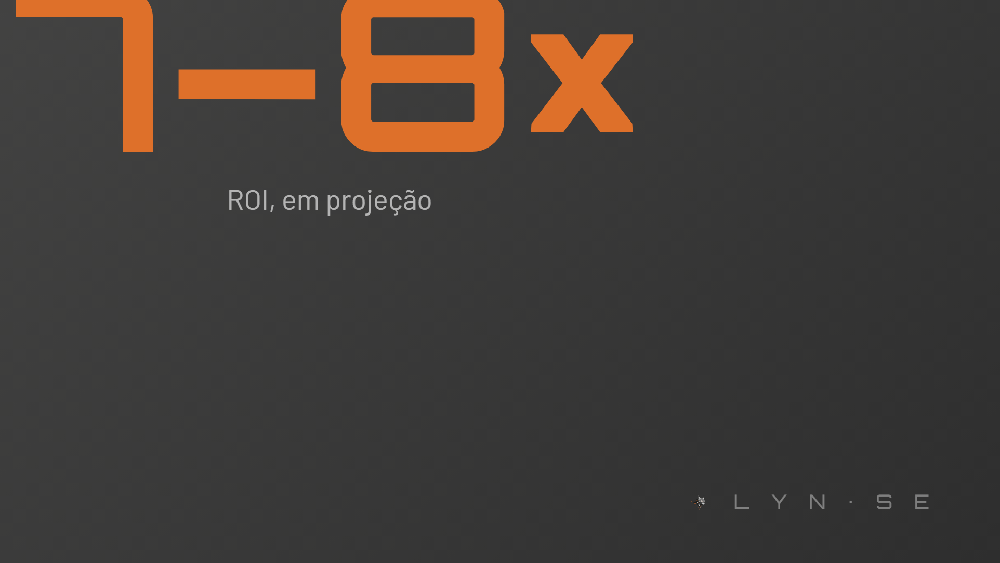 7–8x
ROI, em projeção
LYN·SE